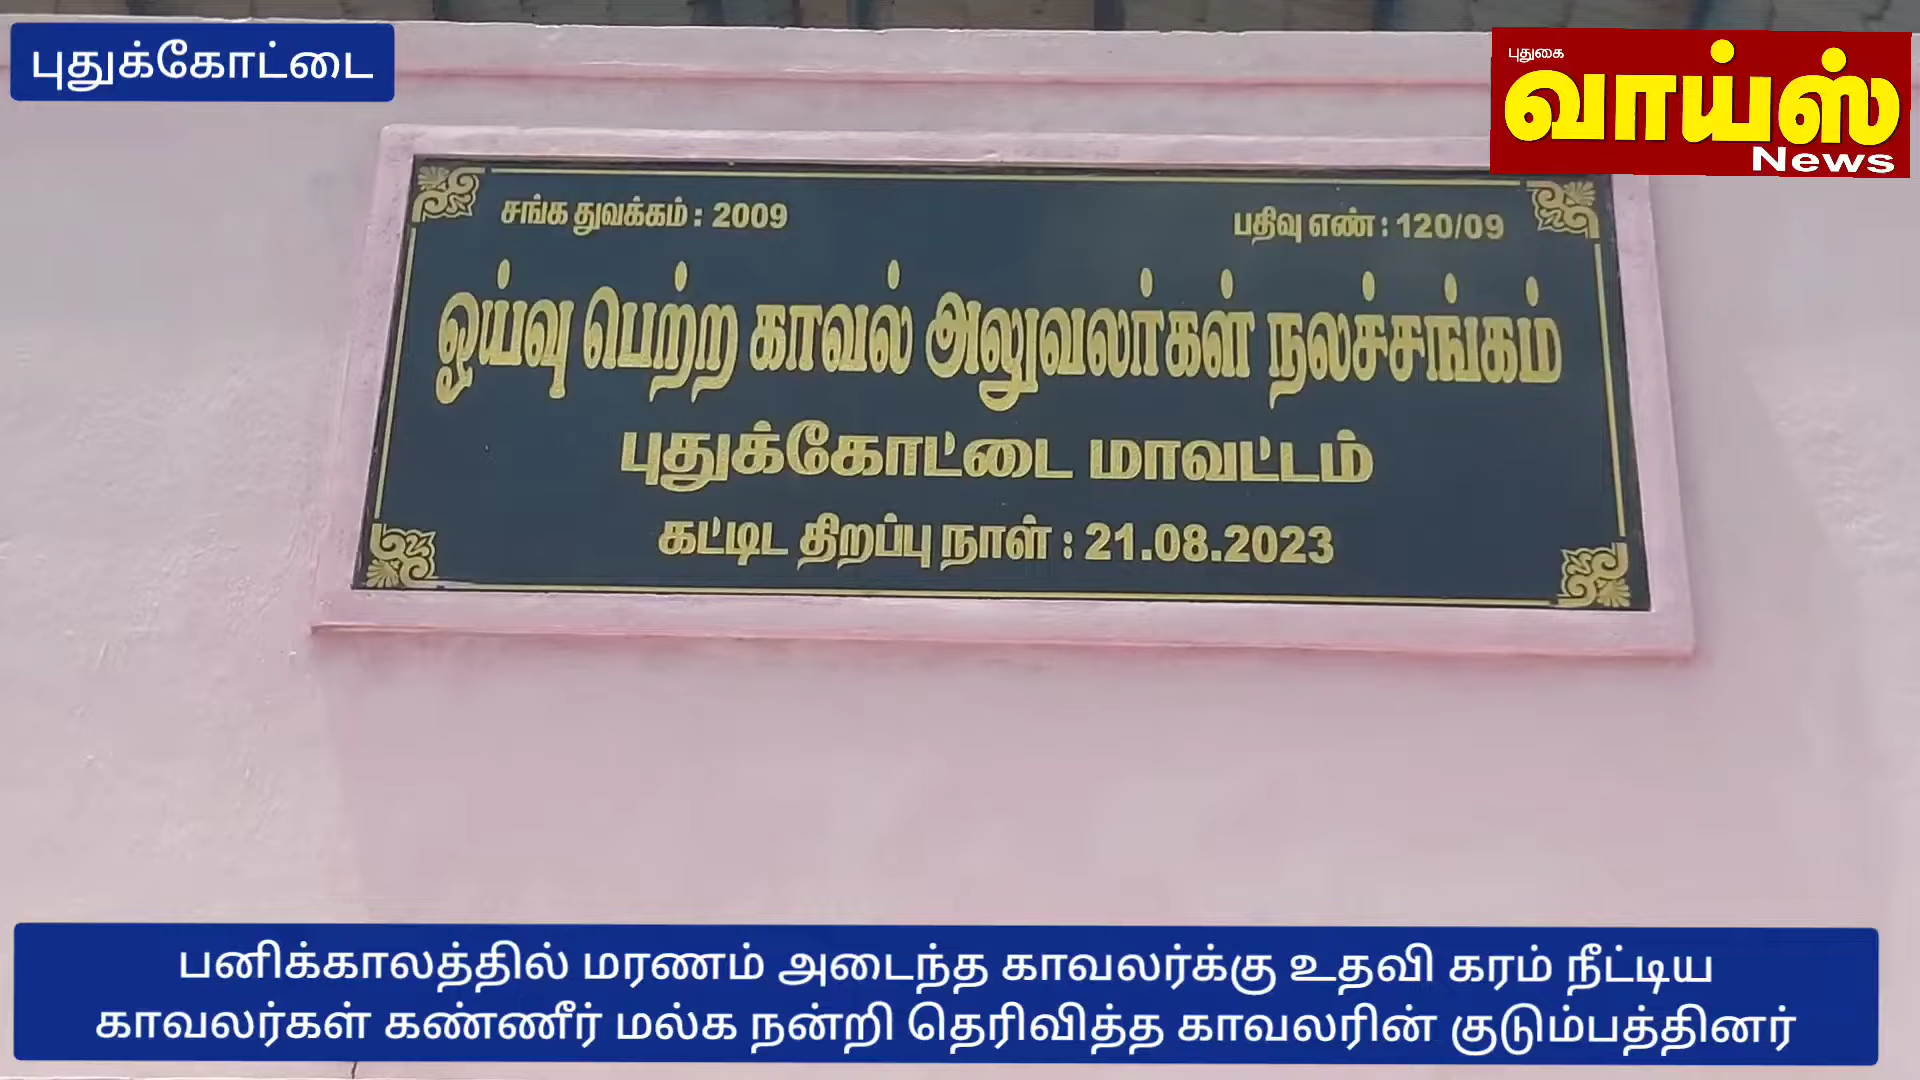 புதுக்கோட்டை
புதுகை
வாய்ஸ்
News
சங்க துவக்கம் : 2009
பதிவு எண் : 120/09
ஓய்வு பெற்ற காவல் அலுவலர்கள் நலச்சங்கம்
புதுக்கோட்டை மாவட்டம்
கட்டிட திறப்பு நாள் : 21.08.2023
பனிக்காலத்தில் மரணம் அடைந்த காவலர்க்கு உதவி கரம் நீட்டிய
காவலர்கள் கண்ணீர் மல்க நன்றி தெரிவித்த காவலரின் குடும்பத்தினர்